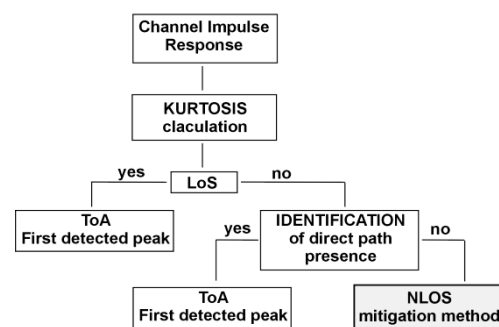 Channel Impulse
Response
KURTOSIS
claculation
yes
LoS
no
ToA
First detected peak
yes
IDENTIFICATION
of direct path
presence
no
ToA
First detected peak
NLOS
mitigation method